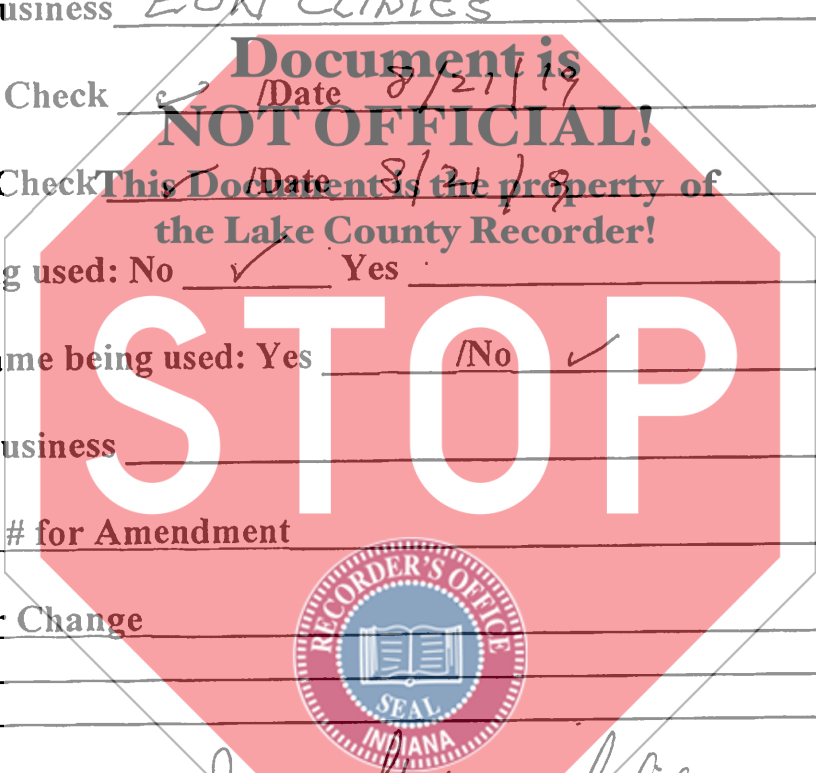 usiness EON CLINICS
Document is
Check ✓ /Date 8/21/19
NOT OFFICIAL!
Check ✓ /Date 8/21/19
This Document is the property of
the Lake County Recorder!
g used: No ✓ Yes
me being used: Yes /No ✓
STOP
usiness
# for Amendment
Change
RECORDER'S OFFICE
SEAL
INDIANA